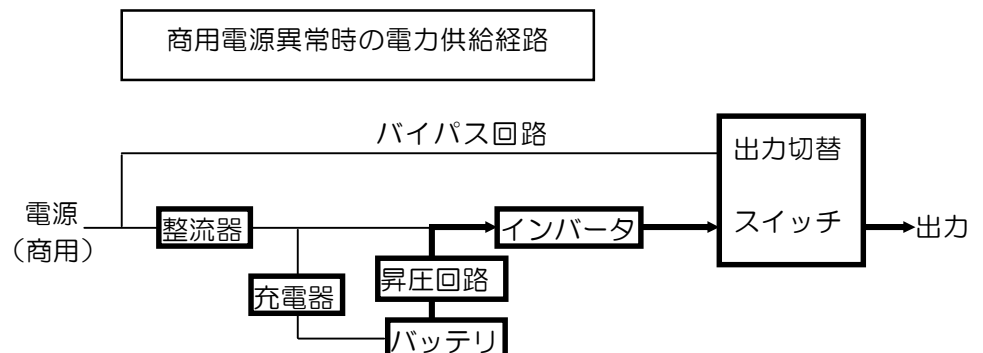 商用電源異常時の電力供給経路
バイパス回路
出力切替
スイッチ
電源
（商用）
整流器
インバータ
出力
昇圧回路
充電器
バッテリ